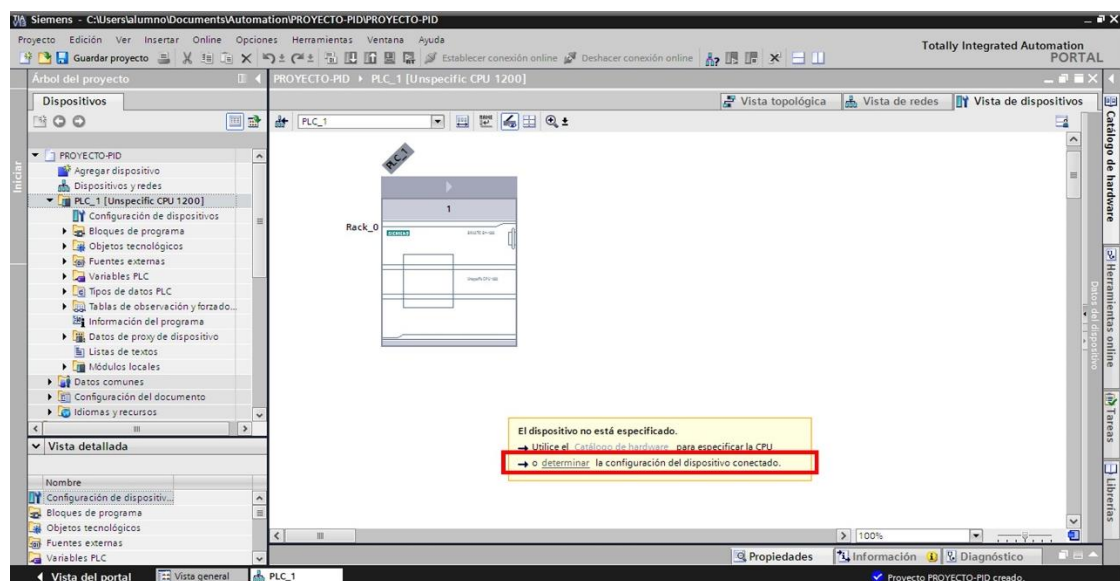 Siemens - C:\Users\alumno\Documents\Automation\PROYECTO-PID\PROYECTO-PID
Proyecto Edición Ver Insertar Online Opciones Herramientas Ventana Ayuda
Guardar proyecto Establecer conexión online Deshacer conexión online
Totally Integrated Automation
PORTAL
Árbol del proyecto
PROYECTO-PID PLC_1 [Unspecific CPU 1200]
Dispositivos
Vista topológica Vista de redes Vista de dispositivos
PLC_1
PROYECTO-PID
Agregar dispositivo
Dispositivos y redes
PLC_1 [Unspecific CPU 1200]
Configuración de dispositivos
Bloques de programa
Objetos tecnológicos
Fuentes externas
Variables PLC
Tipos de datos PLC
Tablas de observación y forzado...
Información del programa
Datos de proxy de dispositivo
Listas de textos
Módulos locales
Datos comunes
Configuración del documento
Idiomas y recursos
Vista detallada
Nombre
Configuración de dispositiv...
Bloques de programa
Objetos tecnológicos
Fuentes externas
Variables PLC
Iniciar
PLC_1
1
Rack_0
SIEMENS
El dispositivo no está especificado.
Utilice el Catálogo de hardware para especificar la CPU
o determinar la configuración del dispositivo conectado.
100%
Propiedades Información Diagnóstico
Datos del dispositivo
Catálogo de hardware
Herramientas online
Tareas
Librerías
Vista del portal Vista general PLC_1
Proyecto PROYECTO-PID creado.